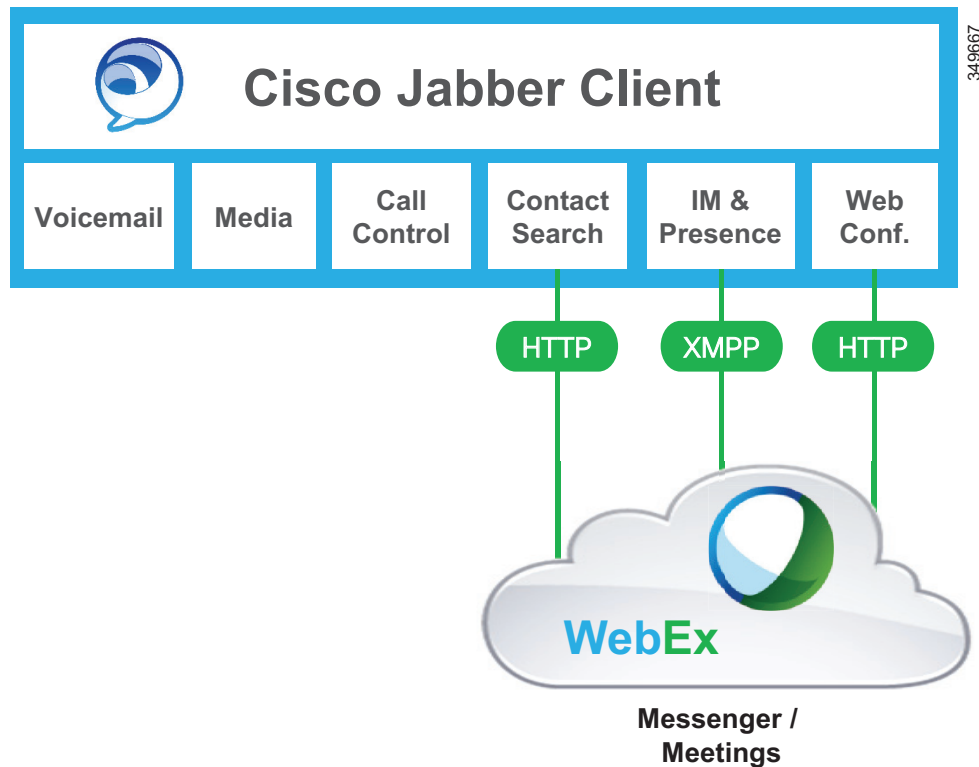 Cisco Jabber Client
349667
Voicemail
Media
Call
Control
Contact
Search
IM &
Presence
Web
Conf.
HTTP
XMPP
HTTP
WebEx
Messenger /
Meetings